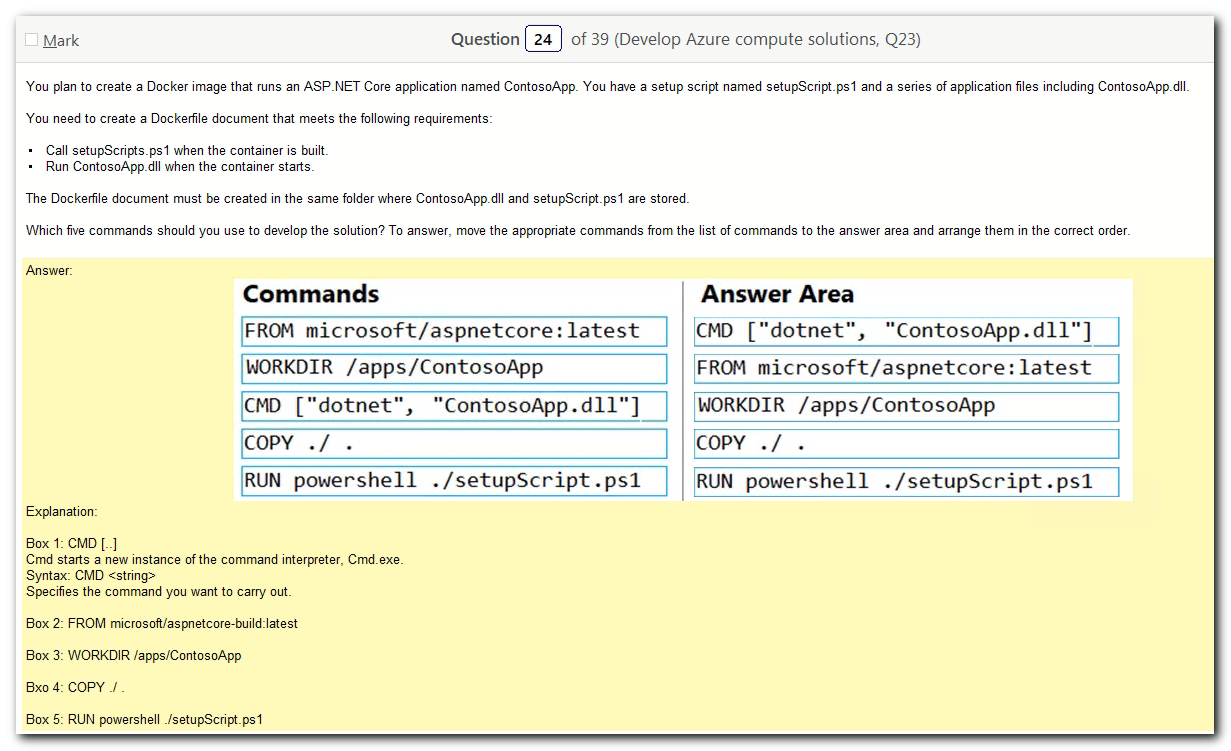 Mark Question 24 of 39 (Develop Azure compute solutions, Q23)
You plan to create a Docker image that runs an ASP.NET Core application named ContosoApp. You have a setup script named setupScript.ps1 and a series of application files including ContosoApp.dll.
You need to create a Dockerfile document that meets the following requirements:
• Call setupScripts.ps1 when the container is built.
• Run ContosoApp.dll when the container starts.
The Dockerfile document must be created in the same folder where ContosoApp.dll and setupScript.ps1 are stored.
Which five commands should you use to develop the solution? To answer, move the appropriate commands from the list of commands to the answer area and arrange them in the correct order.
Answer:
Commands
FROM microsoft/aspnetcore:latest
WORKDIR /apps/ContosoApp
CMD ["dotnet", "ContosoApp.dll"]
COPY ./ .
RUN powershell ./setupScript.ps1
Answer Area
CMD ["dotnet", "ContosoApp.dll"]
FROM microsoft/aspnetcore:latest
WORKDIR /apps/ContosoApp
COPY ./ .
RUN powershell ./setupScript.ps1
Explanation:
Box 1: CMD [..]
Cmd starts a new instance of the command interpreter, Cmd.exe.
Syntax: CMD <string>
Specifies the command you want to carry out.
Box 2: FROM microsoft/aspnetcore-build:latest
Box 3: WORKDIR /apps/ContosoApp
Bxo 4: COPY ./ .
Box 5: RUN powershell ./setupScript.ps1